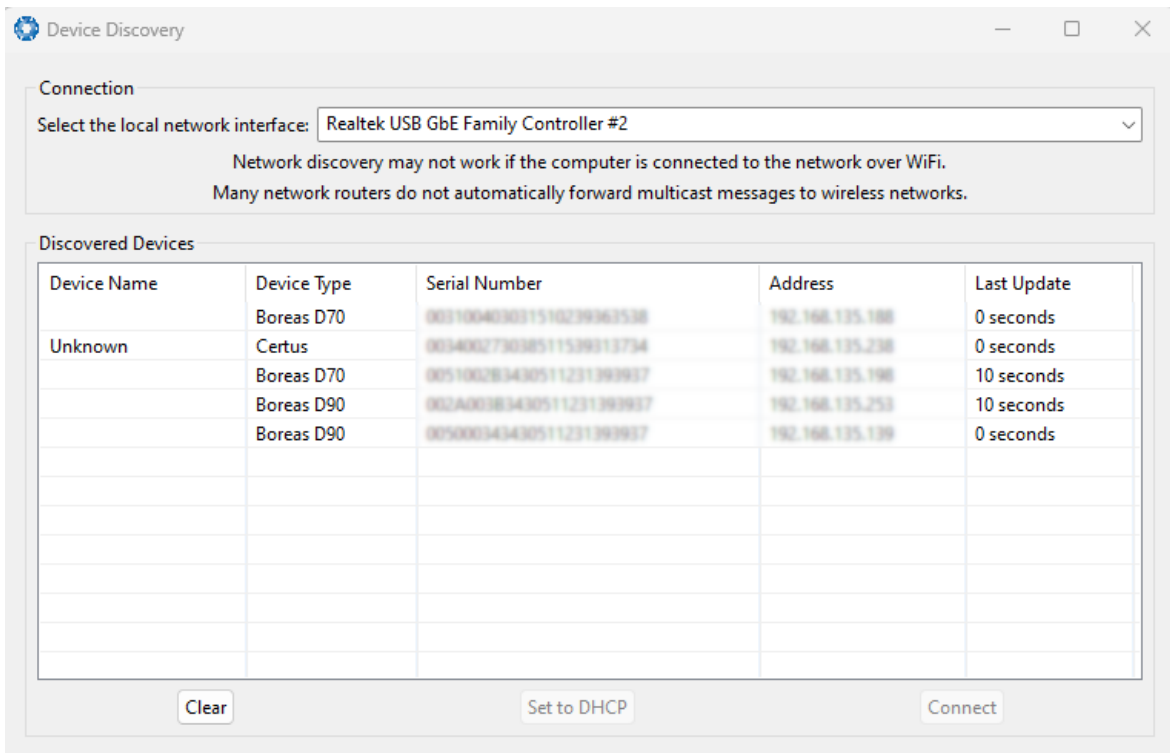 Device Discovery
Connection
Select the local network interface: Realtek USB GbE Family Controller #2
Network discovery may not work if the computer is connected to the network over WiFi.
Many network routers do not automatically forward multicast messages to wireless networks.
Discovered Devices
Device Name Device Type Serial Number Address Last Update
Boreas D70 0 seconds
Unknown Certus 0 seconds
Boreas D70 10 seconds
Boreas D90 10 seconds
Boreas D90 0 seconds
Clear Set to DHCP Connect